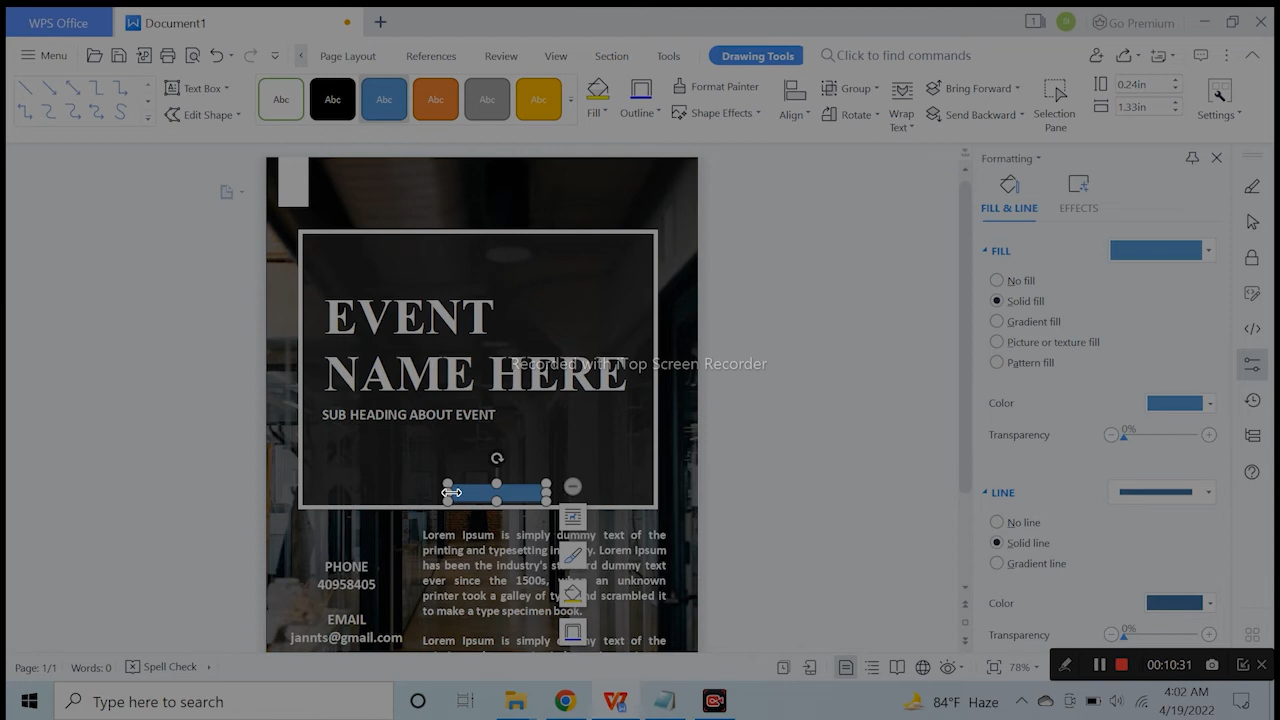 WPS Office
Document1
1
Go Premium
Menu
Page Layout
References
Review
View
Section
Tools
Drawing Tools
Click to find commands
Text Box
Edit Shape
Abc
Abc
Abc
Abc
Abc
Abc
Fill
Outline
Format Painter
Shape Effects
Align
Group
Rotate
Wrap
Text
Bring Forward
Send Backward
Selection
Pane
0.24in
1.33in
Settings
Formatting
FILL & LINE
EFFECTS
FILL
No fill
Solid fill
Gradient fill
Picture or texture fill
Pattern fill
Color
Transparency
0%
LINE
No line
Solid line
Gradient line
Color
Transparency
0%
EVENT
NAME HERE
Recorded with iTop Screen Recorder
SUB HEADING ABOUT EVENT
PHONE
40958405
EMAIL
jannts@gmail.com
Lorem Ipsum is simply dummy text of the
printing and typesetting in y. Lorem Ipsum
has been the industry's st rd dummy text
ever since the 1500s, an unknown
printer took a galley of ty nd scrambled it
to make a type specimen book.
Lorem Ipsum is simply my text of the
Page: 1/1
Words: 0
Spell Check
78%
00:10:31
Type here to search
84°F Haze
4:02 AM
4/19/2022